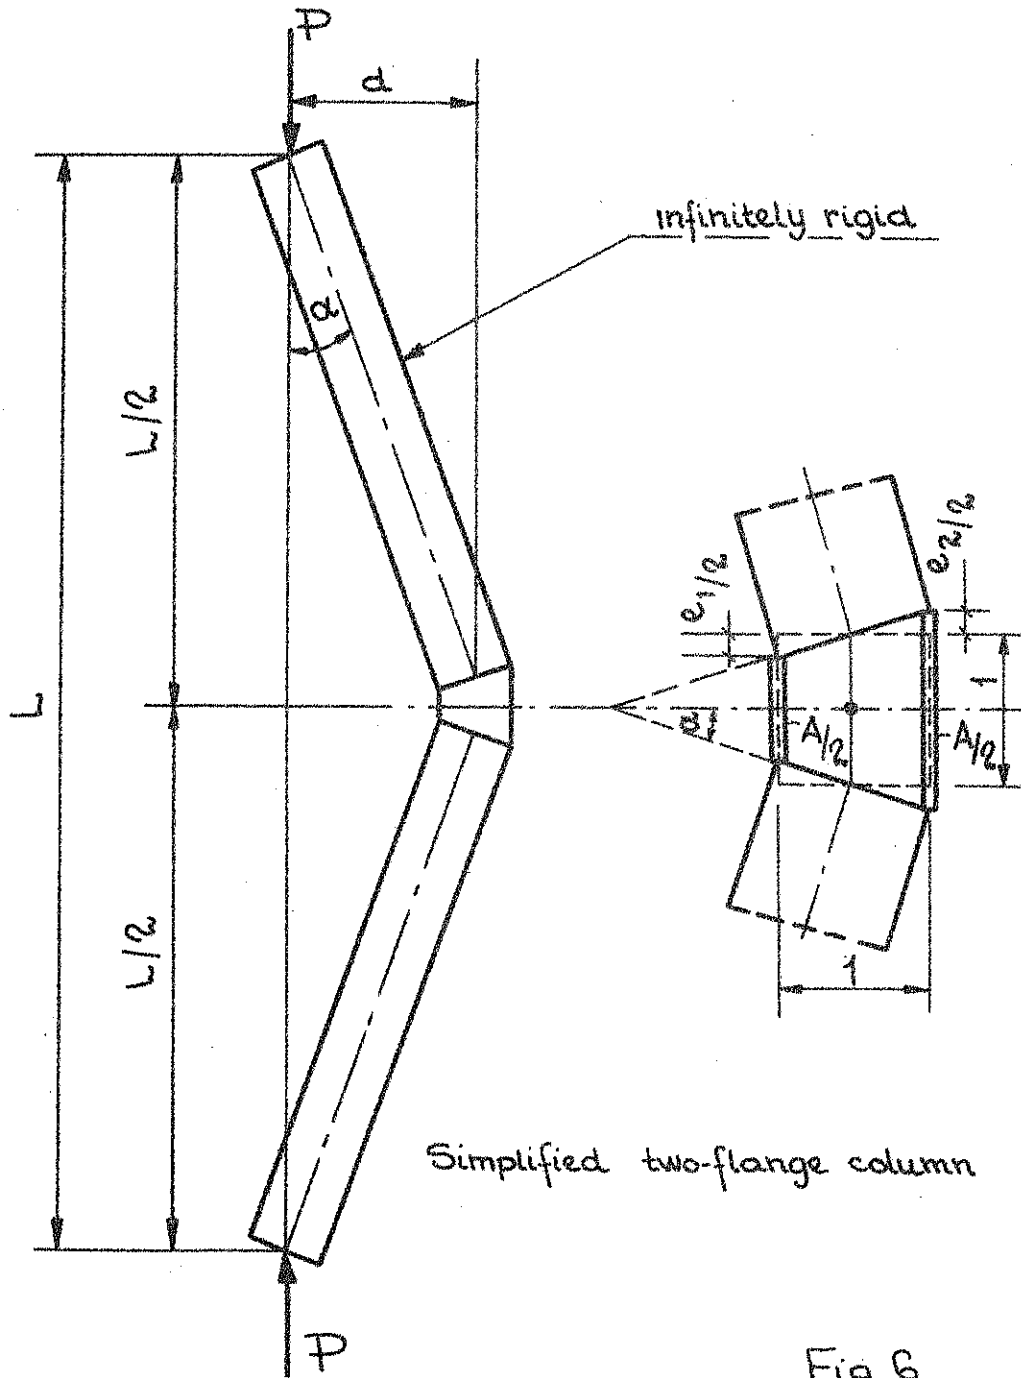 P
d
infinitely rigid
α
L/2
L
e1/2
e2/2
1
α
A/2
A/2
L/2
1
Simplified two-flange column
P
Fig 6